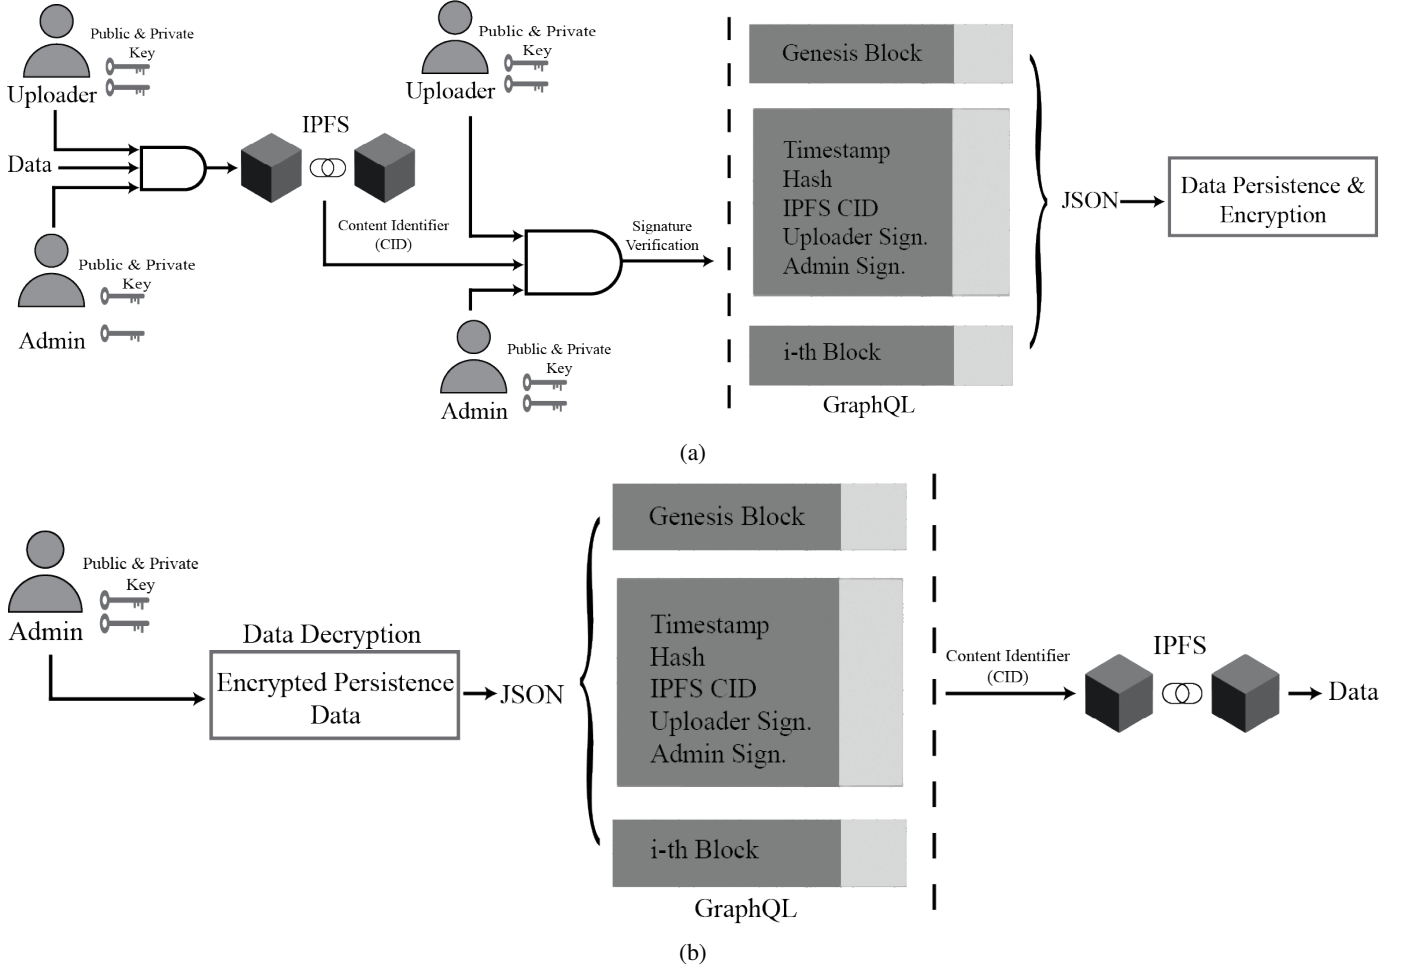 Public & Private
Key
Uploader
Data
Public & Private
Key
Admin
IPFS
Content Identifier
(CID)
Public & Private
Key
Uploader
Public & Private
Key
Admin
Signature
Verification
Genesis Block
Timestamp
Hash
IPFS CID
Uploader Sign.
Admin Sign.
i-th Block
GraphQL
JSON
Data Persistence &
Encryption
(a)
Public & Private
Key
Admin
Data Decryption
Encrypted Persistence
Data
JSON
Genesis Block
Timestamp
Hash
IPFS CID
Uploader Sign.
Admin Sign.
i-th Block
GraphQL
Content Identifier
(CID)
IPFS
Data
(b)